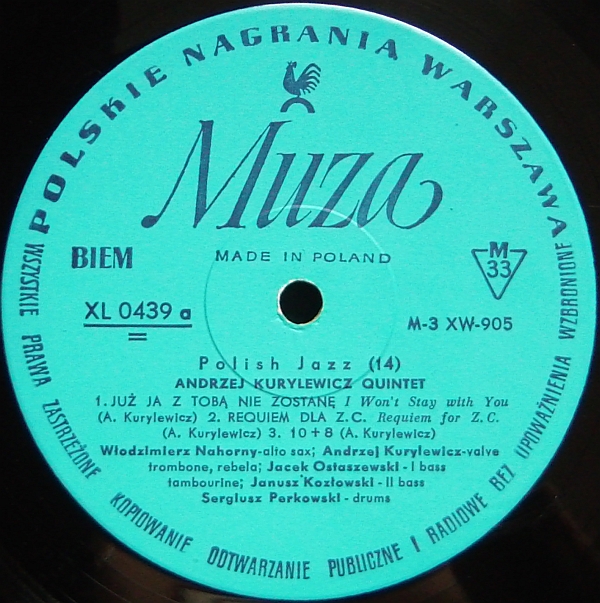 POLSKIE NAGRANIA WARSZAWA
Muza
BIEM
MADE IN POLAND
M
33
XL 0439 a
M-3 XW-905
Polish Jazz (14)
ANDRZEJ KURYLEWICZ QUINTET
1. JUŻ JA Z TOBĄ NIE ZOSTANĘ I Won't Stay with You
(A. Kurylewicz) 2. REQUIEM DLA Z.C. Requiem for Z.C.
(A. Kurylewicz) 3. 10+8 (A. Kurylewicz)
Włodzimierz Nahorny-alto sax; Andrzej Kurylewicz-valve
trombone, rebela; Jacek Ostaszewski - I bass
tambourine; Janusz Kozłowski - II bass
Sergiusz Perkowski - drums
WSZYSTKIE PRAWA ZASTRZEŻONE KOPIOWANIE ODTWARZANIE PUBLICZNE I RADIOWE BEZ UPOWAŻNIENIA WZBRONIONE